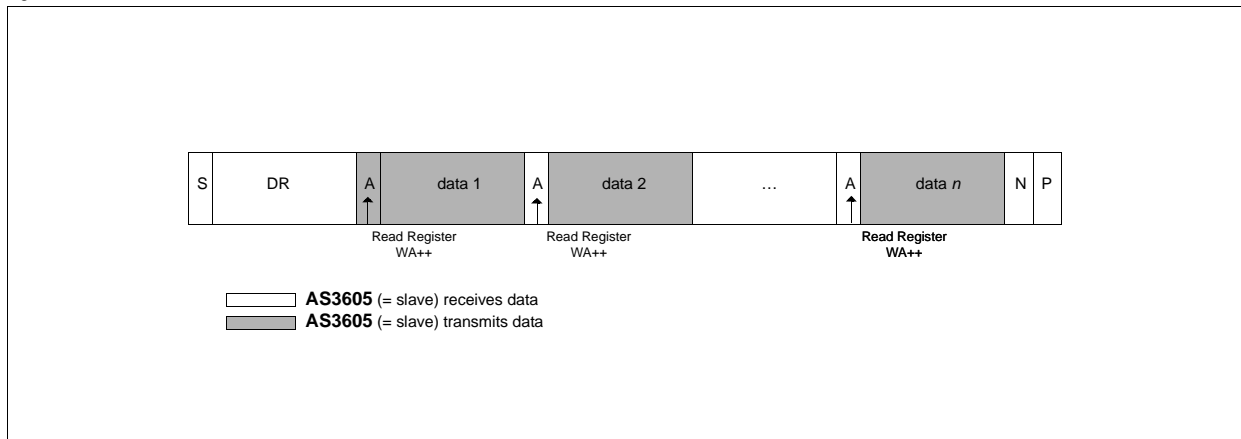 S DR A data 1 A data 2 … A data n N P
Read Register Read Register Read Register
WA++ WA++ WA++
AS3605 (= slave) receives data
AS3605 (= slave) transmits data